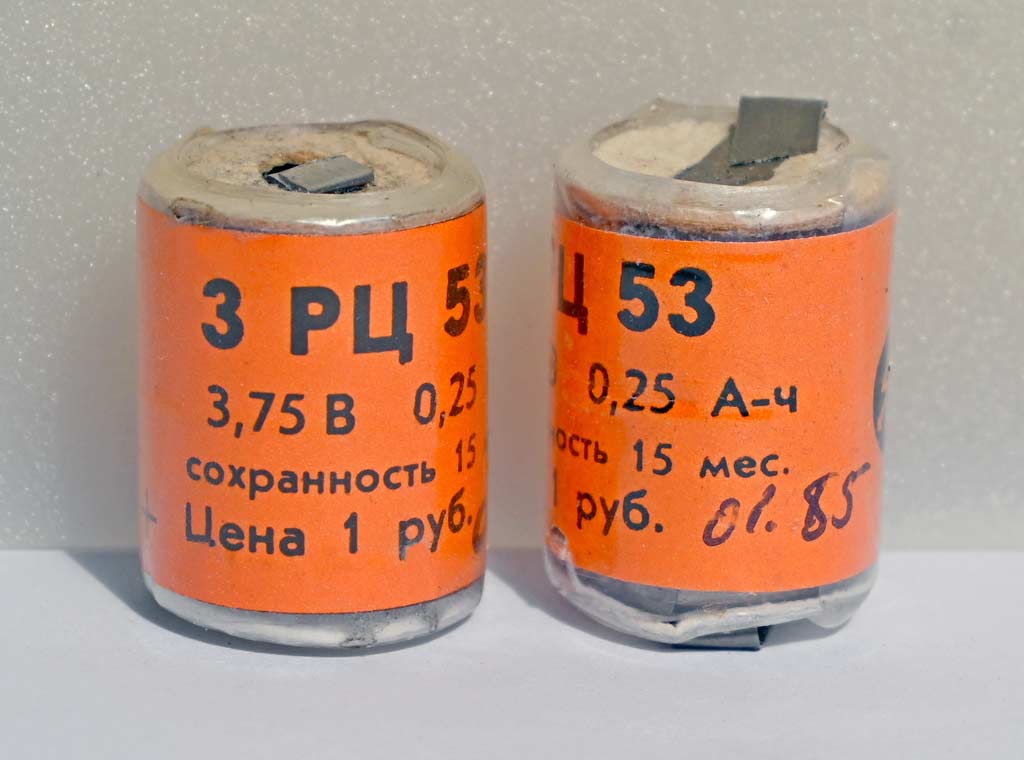 3 РЦ 53
3,75 В 0,25
сохранность 15
Цена 1 руб.
Ц 53
0,25 А-ч
ность 15 мес.
1 руб. 01.85